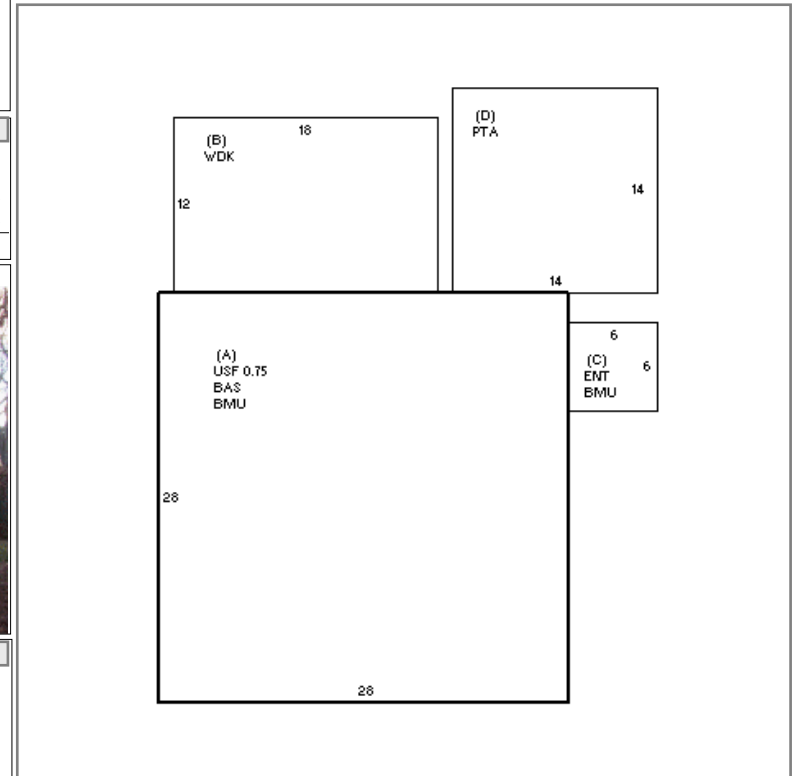 (B)
WDK
18
12
(D)
PTA
14
14
(A)
USF 0.75
BAS
BMU
28
28
6
(C)
ENT
BMU
6